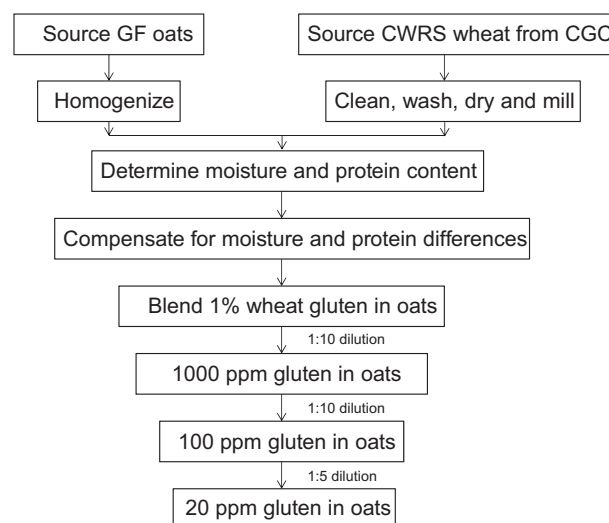 Source GF oats
Source CWRS wheat from CGC
Homogenize
Clean, wash, dry and mill
Determine moisture and protein content
Compensate for moisture and protein differences
Blend 1% wheat gluten in oats
1:10 dilution
1000 ppm gluten in oats
1:10 dilution
100 ppm gluten in oats
1:5 dilution
20 ppm gluten in oats